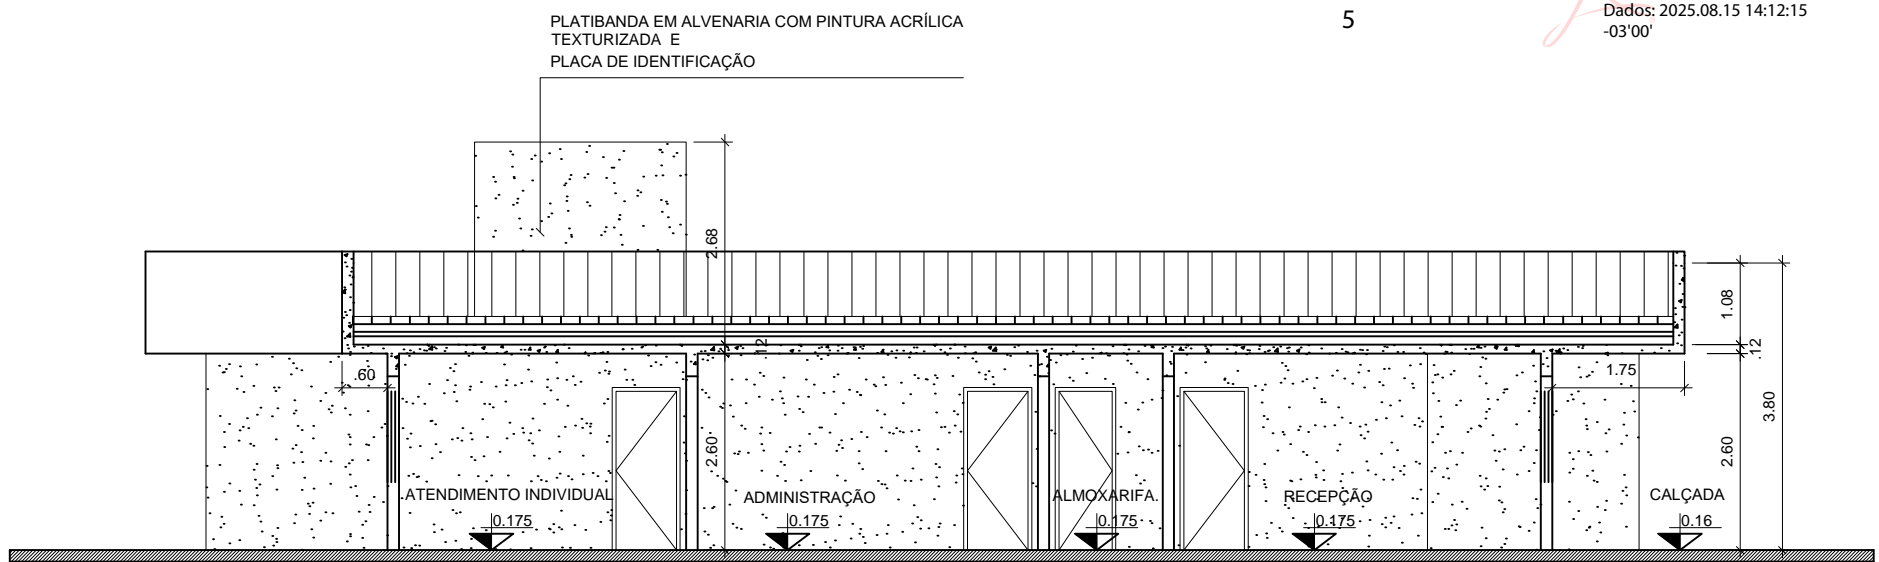 PLATIBANDA EM ALVENARIA COM PINTURA ACRÍLICA
TEXTURIZADA E
PLACA DE IDENTIFICAÇÃO
5
Dados: 2025.08.15 14:12:15
-03'00'
2.68
1.08
.12
.12
.60
1.75
3.80
2.60
2.60
ATENDIMENTO INDIVIDUAL
ADMINISTRAÇÃO
ALMOXARIFA.
RECEPÇÃO
CALÇADA
0.175
0.175
0.175
0.175
0.16